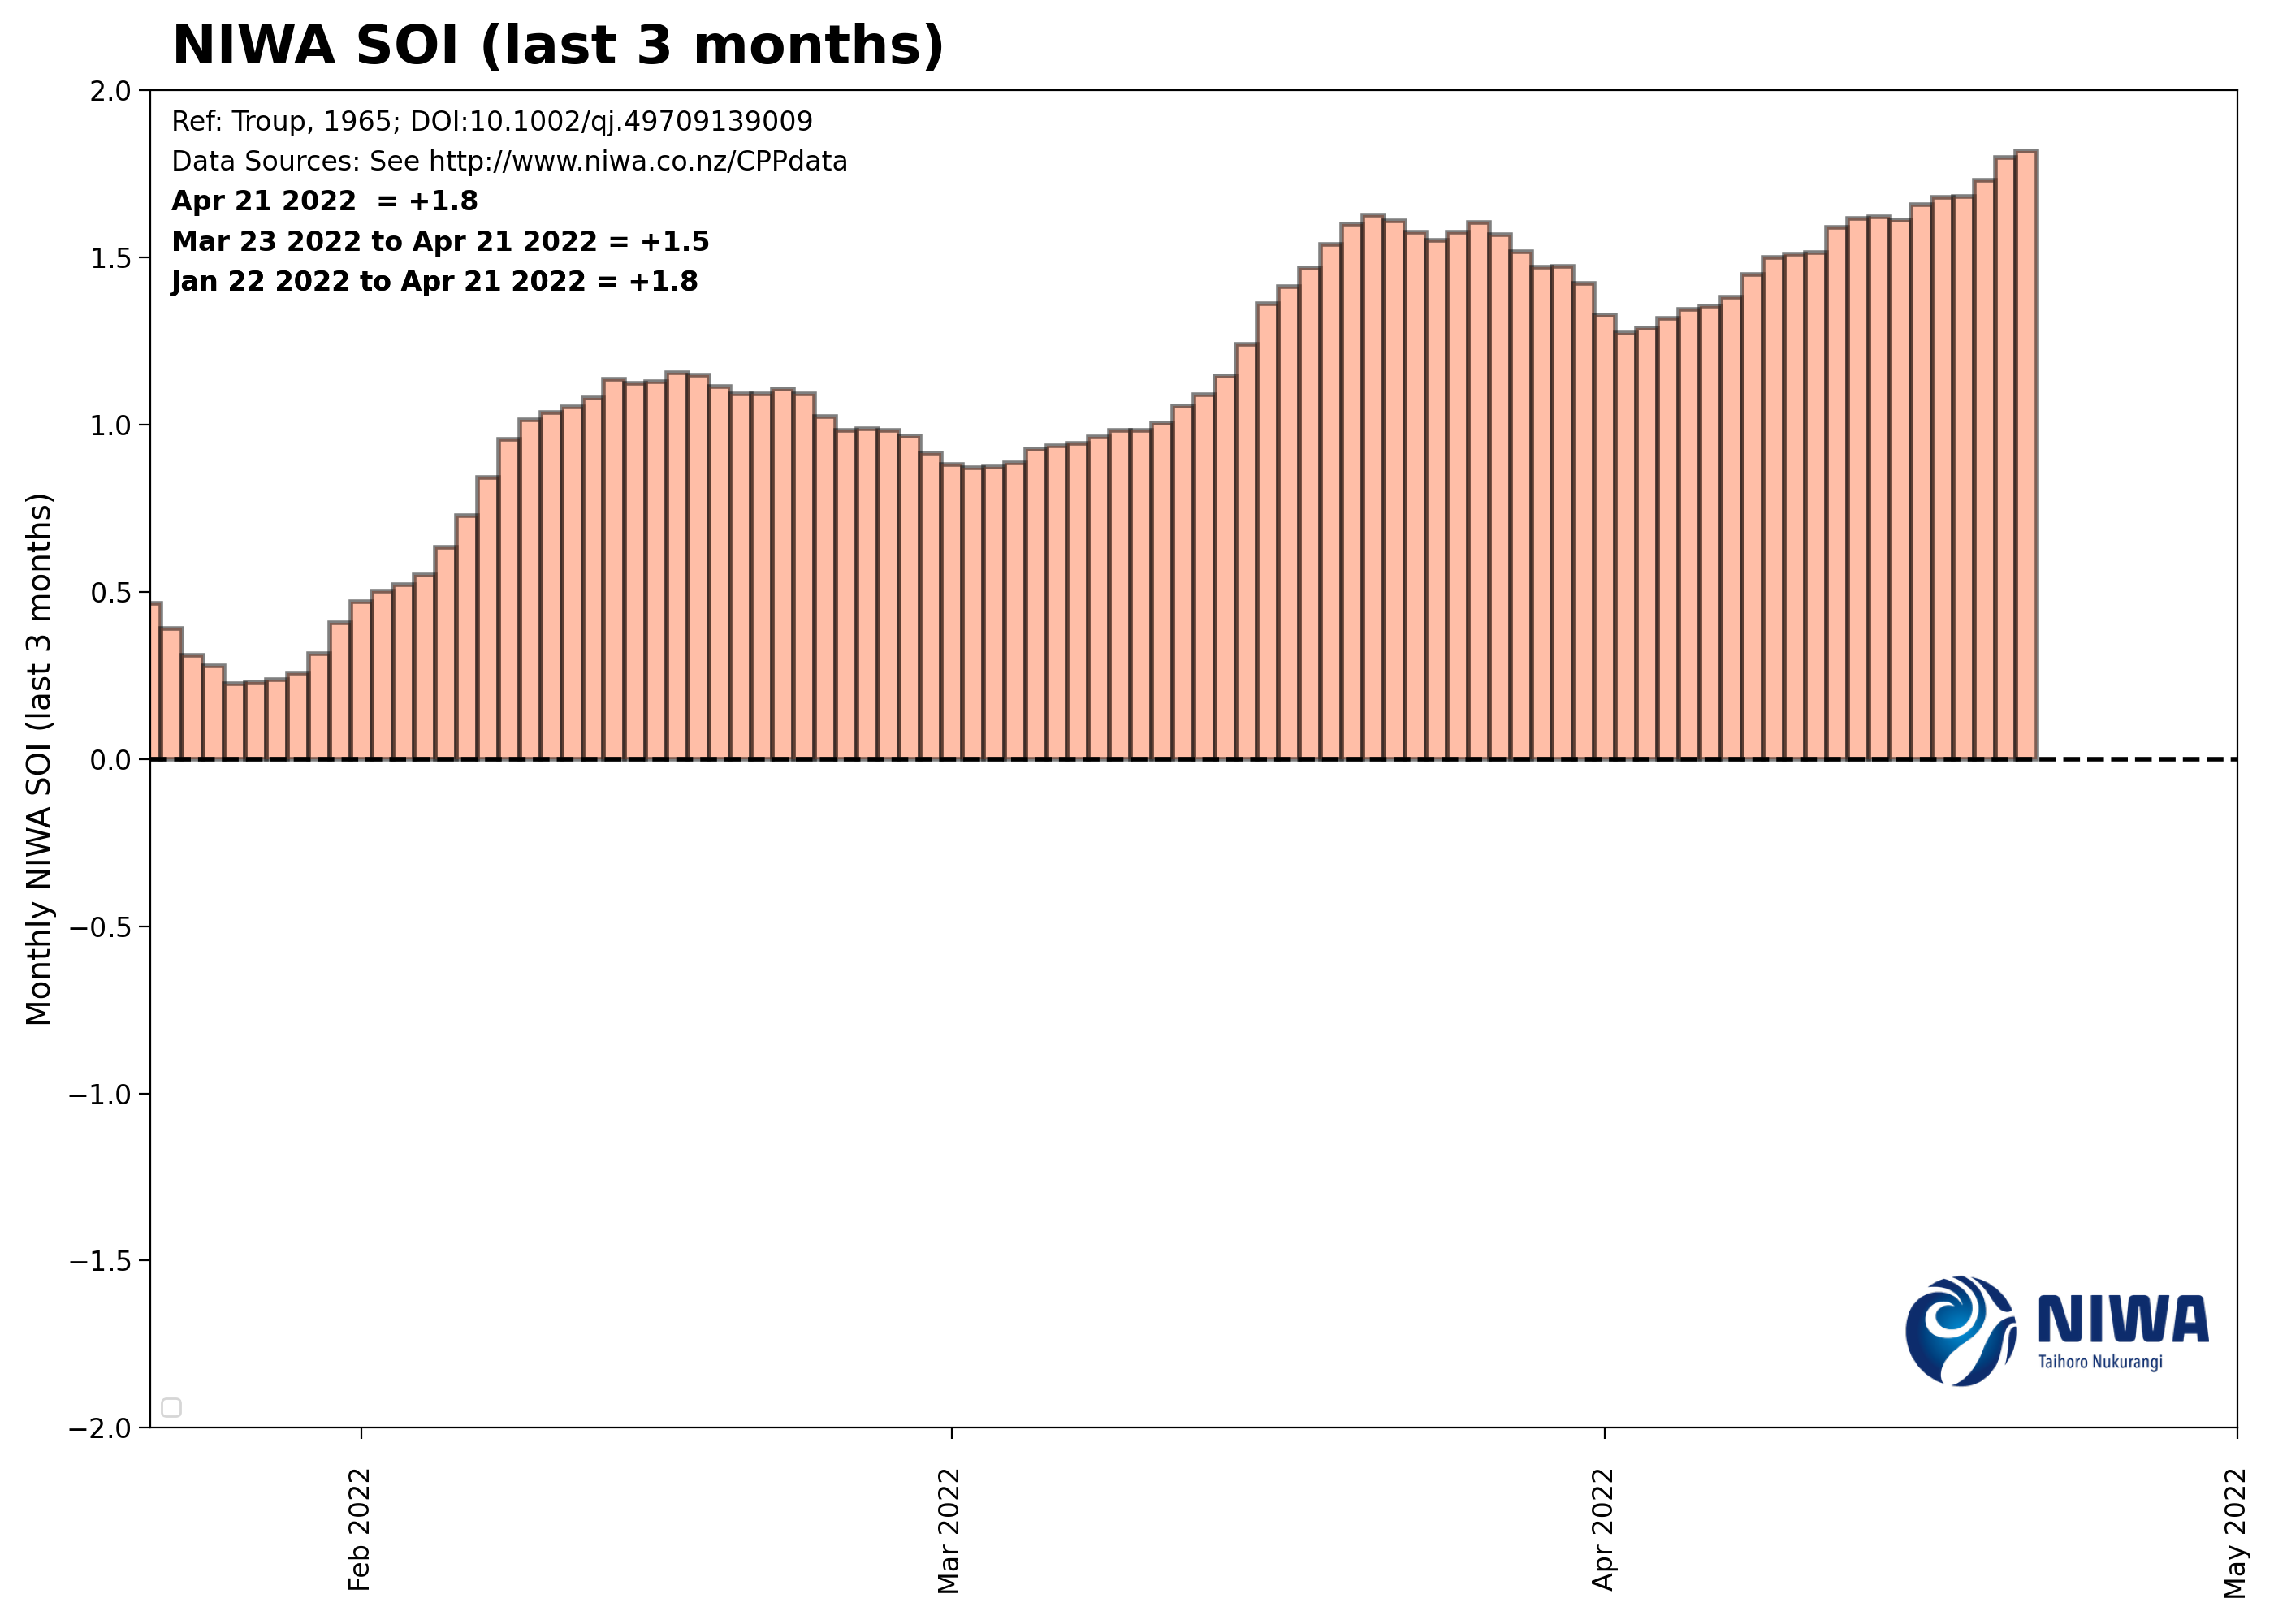 NIWA SOI (last 3 months)
Ref: Troup, 1965; DOI:10.1002/qj.49709139009
Data Sources: See http://www.niwa.co.nz/CPPdata
Apr 21 2022  = +1.8
Mar 23 2022 to Apr 21 2022 = +1.5
Jan 22 2022 to Apr 21 2022 = +1.8
Monthly NIWA SOI (last 3 months)
2.0
1.5
1.0
0.5
0.0
−0.5
−1.0
−1.5
−2.0
NIWA
Taihoro Nukurangi
Feb 2022
Mar 2022
Apr 2022
May 2022